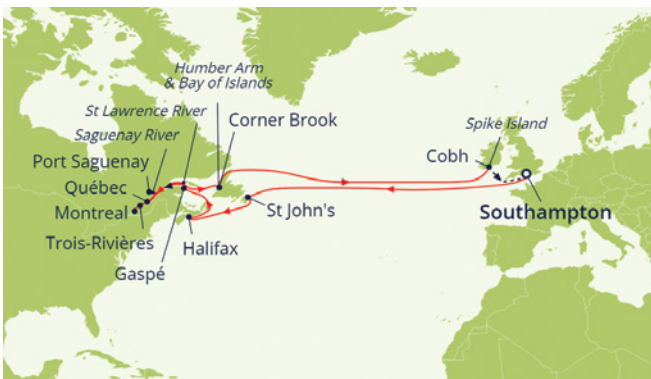 Humber Arm
& Bay of Islands
St Lawrence River
Corner Brook
Spike Island
Saguenay River
Port Saguenay
Cobh
Québec
Montreal
St John's
Southampton
Trois-Rivières
Halifax
Gaspé